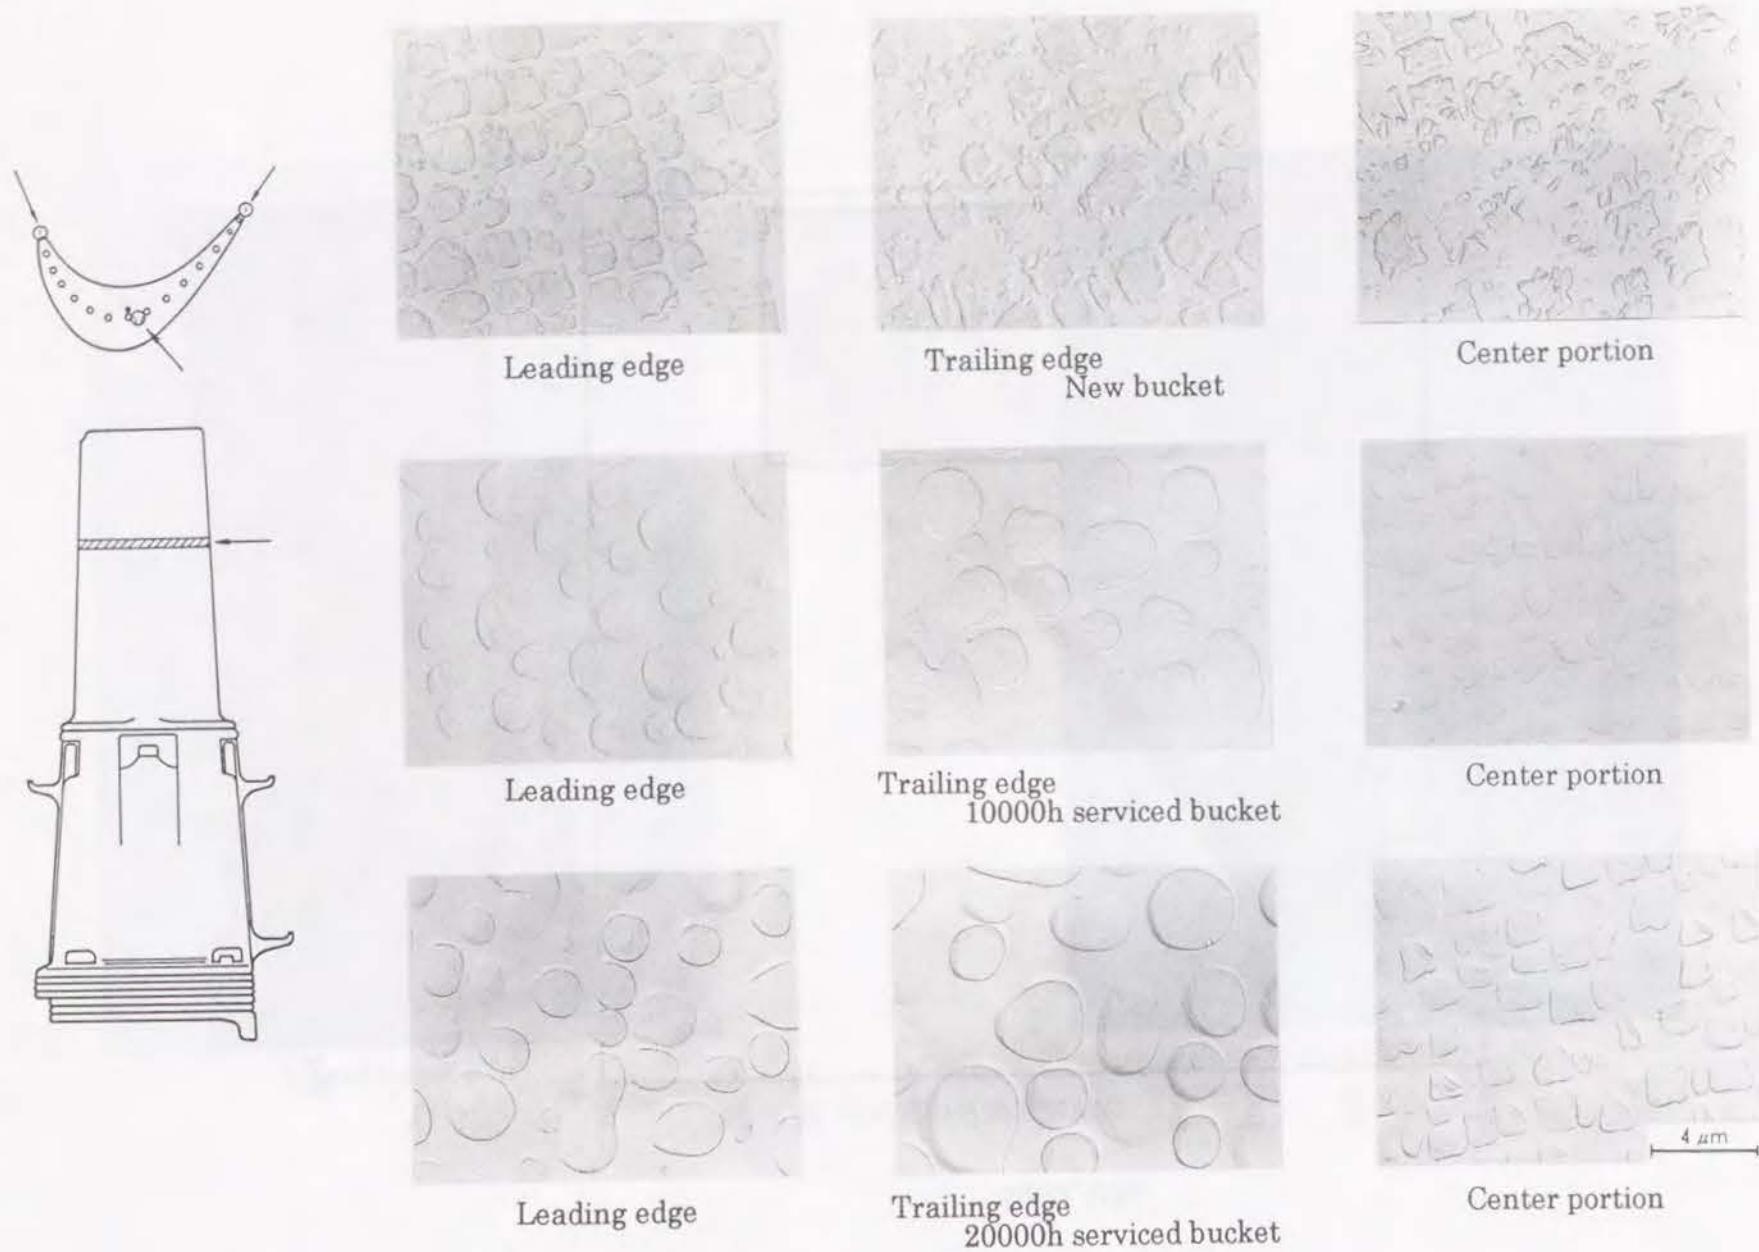 Leading edge
Trailing edge
New bucket
Center portion
Leading edge
Trailing edge
10000h serviced bucket
Center portion
4 μm
Leading edge
Trailing edge
20000h serviced bucket
Center portion